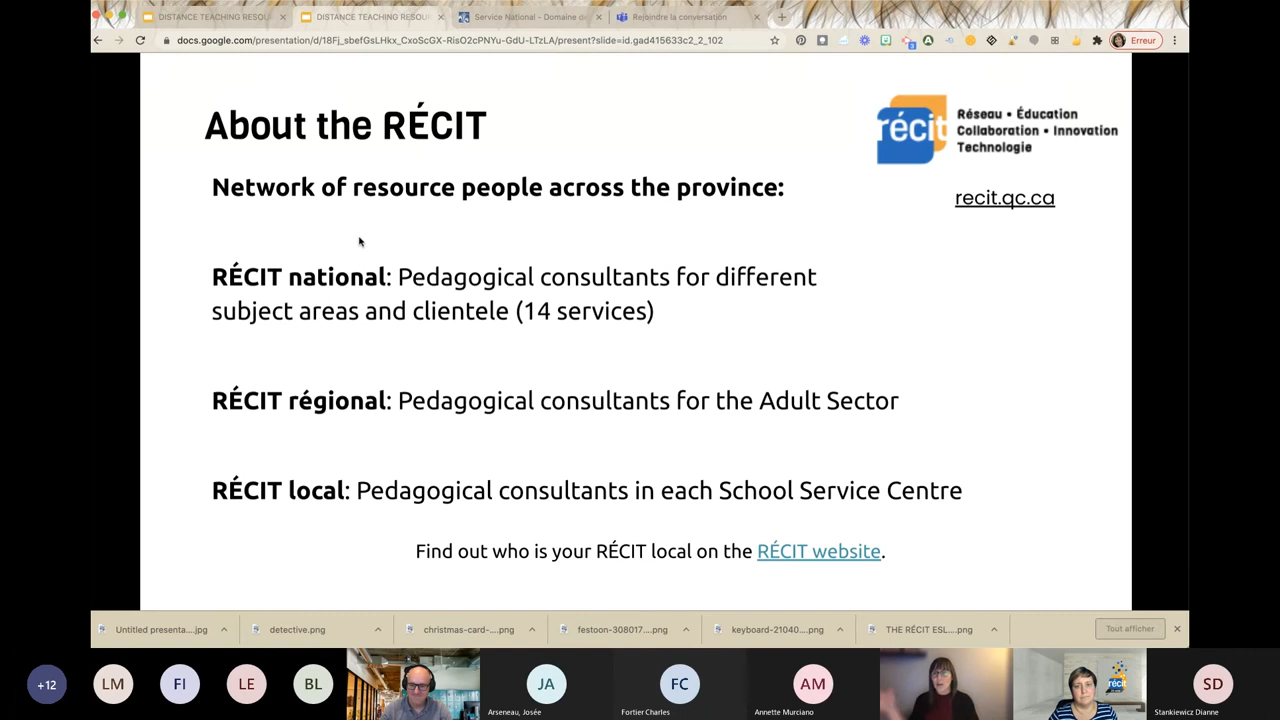 DISTANCE TEACHING RESOU
DISTANCE TEACHING RESOU
Service National - Domaine d
Rejoindre la conversation
docs.google.com/presentation/d/18Fj_sbefGsLHkx_CxoScGX-RisO2cPNYu-GdU-LTzLA/present?slide=id.gad415633c2_2_102
Erreur
About the RÉCIT
récit
Réseau • Éducation
Collaboration • Innovation
Technologie
recit.qc.ca
Network of resource people across the province:
RÉCIT national: Pedagogical consultants for different
subject areas and clientele (14 services)
RÉCIT régional: Pedagogical consultants for the Adult Sector
RÉCIT local: Pedagogical consultants in each School Service Centre
Find out who is your RÉCIT local on the RÉCIT website.
Untitled presenta....jpg
detective.png
christmas-card-....png
festoon-308017....png
keyboard-21040....png
THE RÉCIT ESL....png
Tout afficher
+12
LM
FI
LE
BL
JA
Arseneau, Josée
FC
Fortier Charles
AM
Annette Murciano
récit
SD
Stankiewicz Dianne